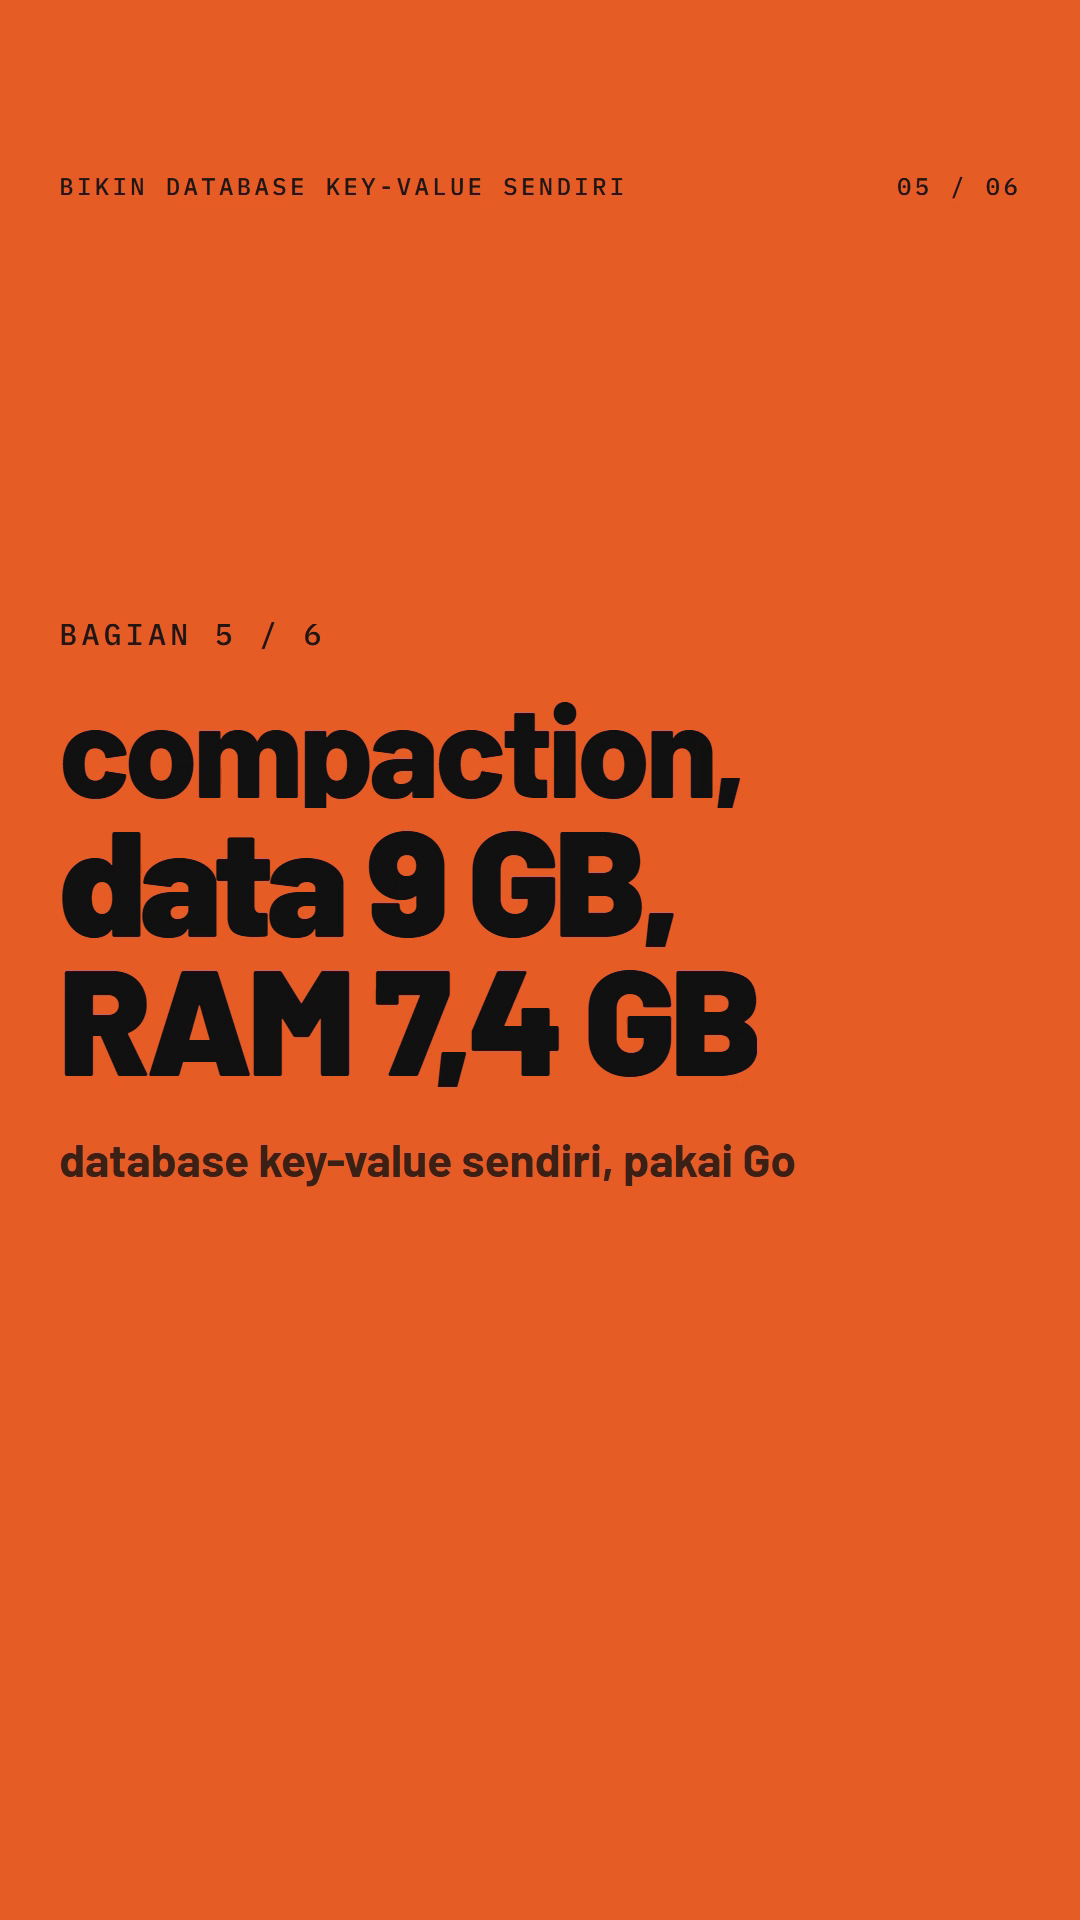 BIKIN DATABASE KEY-VALUE SENDIRI
05 / 06
BAGIAN 5 / 6
compaction,
data 9 GB,
RAM 7,4 GB
database key-value sendiri, pakai Go